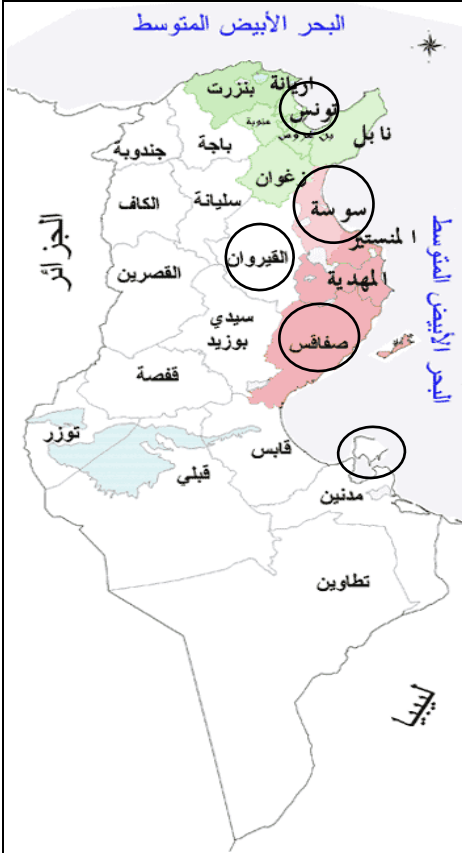 البحر الأبيض المتوسط
اريانة
بنزرت
تونس
منوبة
بن عروس
نابل
باجة
جندوبة
زغوان
سليانة
الكاف
سوسة
المنستير
القيروان
المهدية
القصرين
الجزائر
البحر الأبيض المتوسط
سيدي
بوزيد
صفاقس
قفصة
توزر
قابس
قبلي
مدنين
تطاوين
ليبيا